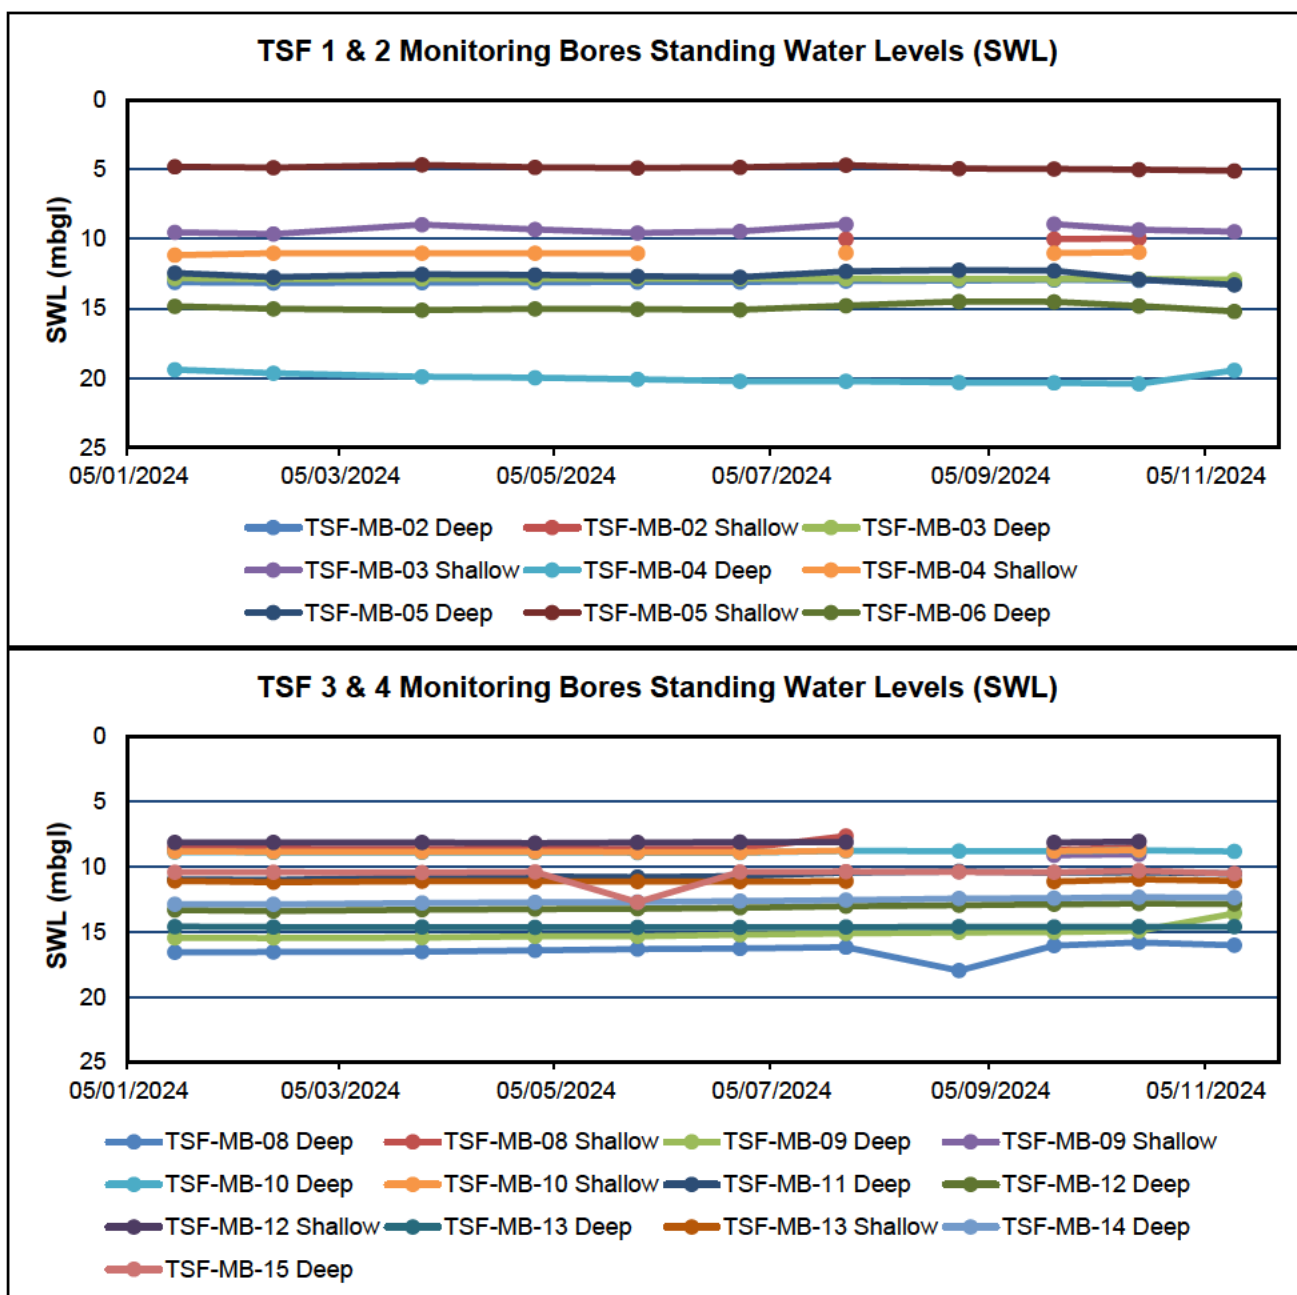 TSF 1 & 2 Monitoring Bores Standing Water Levels (SWL)
0
5
10
15
20
25
SWL (mbgl)
05/01/2024 05/03/2024 05/05/2024 05/07/2024 05/09/2024 05/11/2024
TSF-MB-02 Deep TSF-MB-02 Shallow TSF-MB-03 Deep
TSF-MB-03 Shallow TSF-MB-04 Deep TSF-MB-04 Shallow
TSF-MB-05 Deep TSF-MB-05 Shallow TSF-MB-06 Deep
TSF 3 & 4 Monitoring Bores Standing Water Levels (SWL)
0
5
10
15
20
25
SWL (mbgl)
05/01/2024 05/03/2024 05/05/2024 05/07/2024 05/09/2024 05/11/2024
TSF-MB-08 Deep TSF-MB-08 Shallow TSF-MB-09 Deep TSF-MB-09 Shallow
TSF-MB-10 Deep TSF-MB-10 Shallow TSF-MB-11 Deep TSF-MB-12 Deep
TSF-MB-12 Shallow TSF-MB-13 Deep TSF-MB-13 Shallow TSF-MB-14 Deep
TSF-MB-15 Deep